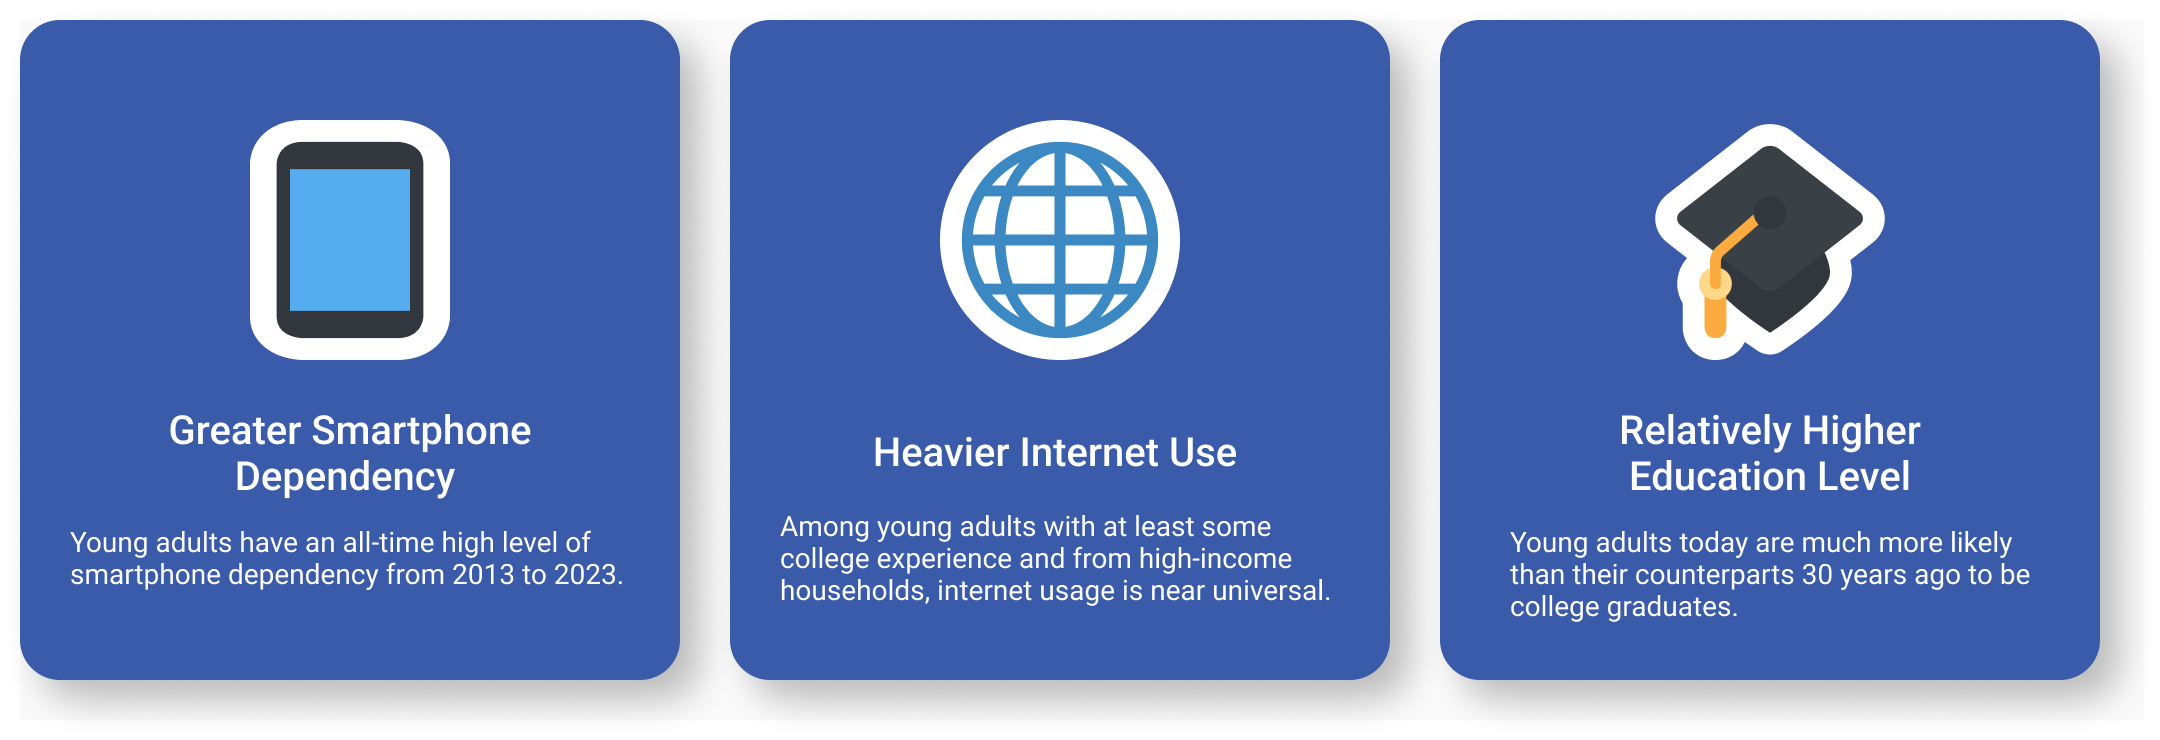 Greater Smartphone
Dependency
Young adults have an all-time high level of
smartphone dependency from 2013 to 2023.
Heavier Internet Use
Among young adults with at least some
college experience and from high-income
households, internet usage is near universal.
Relatively Higher
Education Level
Young adults today are much more likely
than their counterparts 30 years ago to be
college graduates.